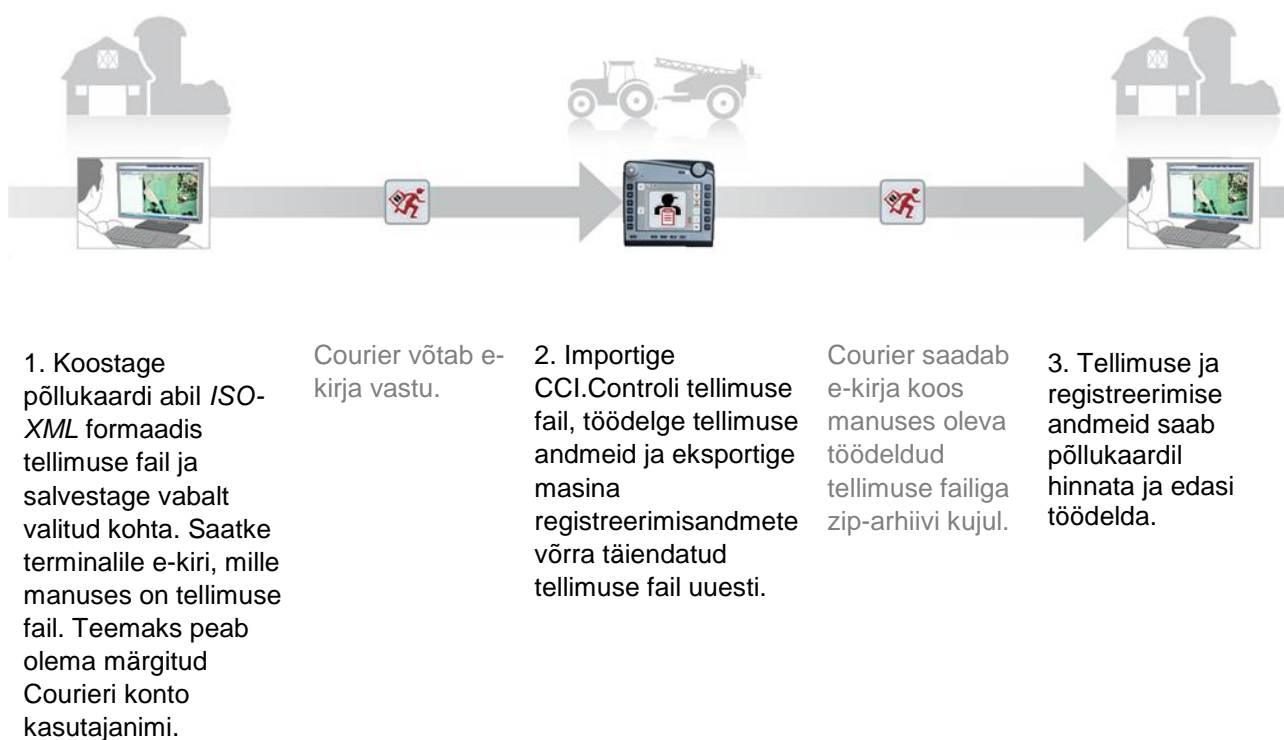 1. Koostage
põllukaardi abil ISO-
XML formaadis
tellimuse fail ja
salvestage vabalt
valitud kohta. Saatke
terminalile e-kiri, mille
manuses on tellimuse
fail. Teemaks peab
olema märgitud
Courieri konto
kasutajanimi.
Courier võtab e-
kirja vastu.
2. Importige
CCI.Controli tellimuse
fail, töödelge tellimuse
andmeid ja eksportige
masina
registreerimisandmete
võrra täiendatud
tellimuse fail uuesti.
Courier saadab
e-kirja koos
manuses oleva
töödeldud
tellimuse failiga
zip-arhiivi kujul.
3. Tellimuse ja
registreerimise
andmeid saab
põllukaardil
hinnata ja edasi
töödelda.